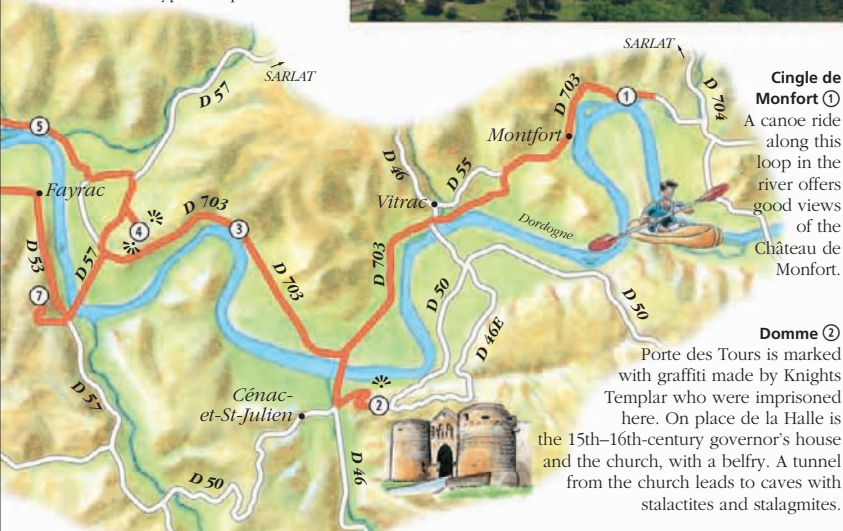 SARLAT
D 57
SARLAT
D 703
D 704
1
Montfort
5
Fayrac
D 46
D 55
Vitrac
Dordogne
D 703
4
3
D 53
D 57
7
D 703
D 703
D 50
D 46E
D 50
2
Cénac-
et-St-Julien
D 57
D 50
D 46
Cingle de
Monfort ①
A canoe ride
along this
loop in the
river offers
good views
of the
Château de
Monfort.
Domme ②
Porte des Tours is marked
with graffiti made by Knights
Templar who were imprisoned
here. On place de la Halle is
the 15th–16th-century governor's house
and the church, with a belfry. A tunnel
from the church leads to caves with
stalactites and stalagmites.